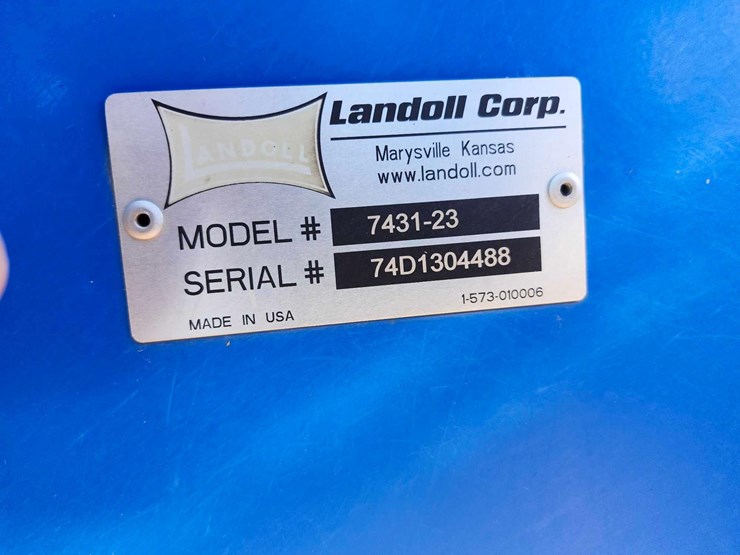 LANDOLL
Landoll Corp.
Marysville Kansas
www.landoll.com
MODEL # 7431-23
SERIAL # 74D1304488
1-573-010006
MADE IN USA